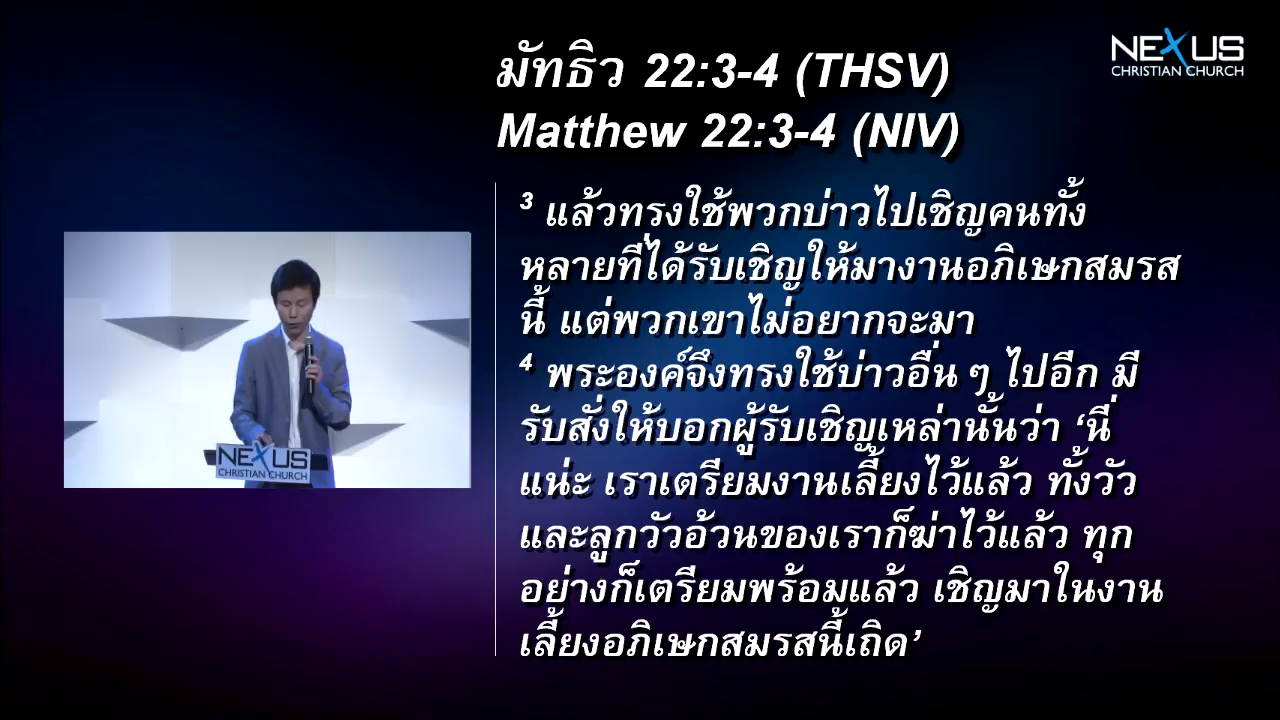 NEXUS
CHRISTIAN CHURCH
มัทธิว 22:3-4 (THSV)
Matthew 22:3-4 (NIV)
³ แล้วทรงใช้พวกบ่าวไปเชิญคนทั้ง
หลายที่ได้รับเชิญให้มางานอภิเษกสมรส
นี้ แต่พวกเขาไม่อยากจะมา
⁴ พระองค์จึงทรงใช้บ่าวอื่น ๆ ไปอีก มี
รับสั่งให้บอกผู้รับเชิญเหล่านั้นว่า ‘นี่
แน่ะ เราเตรียมงานเลี้ยงไว้แล้ว ทั้งวัว
และลูกวัวอ้วนของเราก็ฆ่าไว้แล้ว ทุก
อย่างก็เตรียมพร้อมแล้ว เชิญมาในงาน
เลี้ยงอภิเษกสมรสนี้เถิด’
NEXUS
CHRISTIAN CHURCH